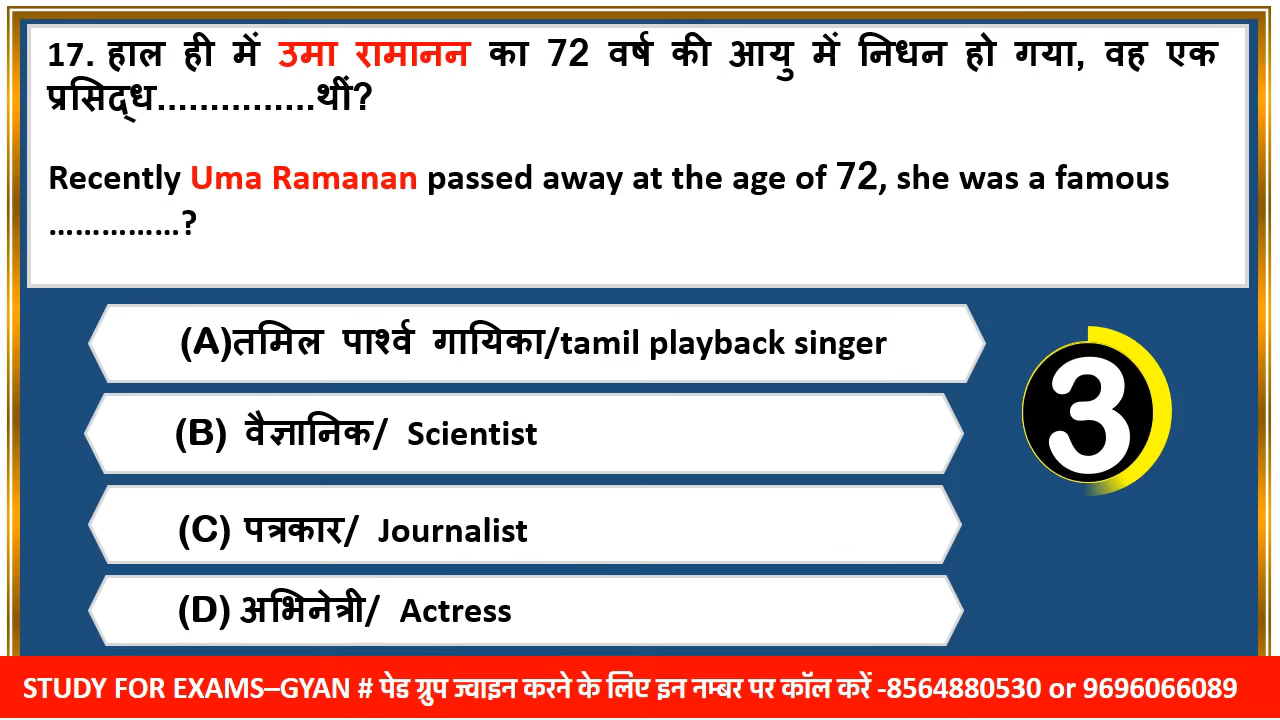 17. हाल ही में उमा रामानन का 72 वर्ष की आयु में निधन हो गया, वह एक
प्रसिद्ध...............थीं?
Recently Uma Ramanan passed away at the age of 72, she was a famous
……………?
(A)तमिल पार्श्व गायिका/tamil playback singer
(B) वैज्ञानिक/ Scientist
(C) पत्रकार/ Journalist
(D) अभिनेत्री/ Actress
3
STUDY FOR EXAMS–GYAN # पेड ग्रुप ज्वाइन करने के लिए इन नम्बर पर कॉल करें -8564880530 or 9696066089